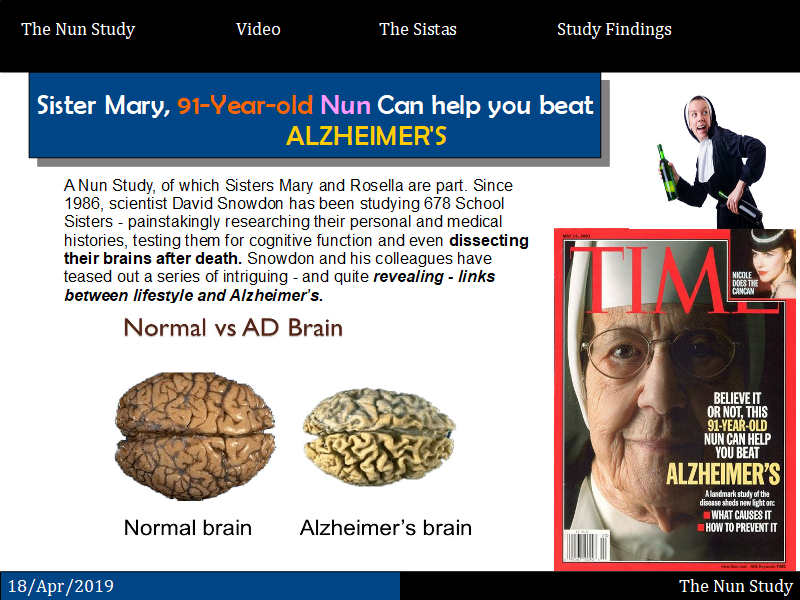 The Nun Study Video The Sistas Study Findings
Sister Mary, 91-Year-old Nun Can help you beat
ALZHEIMER'S
A Nun Study, of which Sisters Mary and Rosella are part. Since
1986, scientist David Snowdon has been studying 678 School
Sisters - painstakingly researching their personal and medical
histories, testing them for cognitive function and even dissecting
their brains after death. Snowdon and his colleagues have
teased out a series of intriguing - and quite revealing - links
between lifestyle and Alzheimer's.
Normal vs AD Brain
Normal brain
Alzheimer's brain
MAY 14, 2001
TIME
NICOLE
DOES THE
CANCAN
BELIEVE IT
OR NOT, THIS
91-YEAR-OLD
NUN CAN HELP
YOU BEAT
ALZHEIMER'S
A landmark study of the
disease sheds new light on:
WHAT CAUSES IT
HOW TO PREVENT IT
18/Apr/2019
The Nun Study